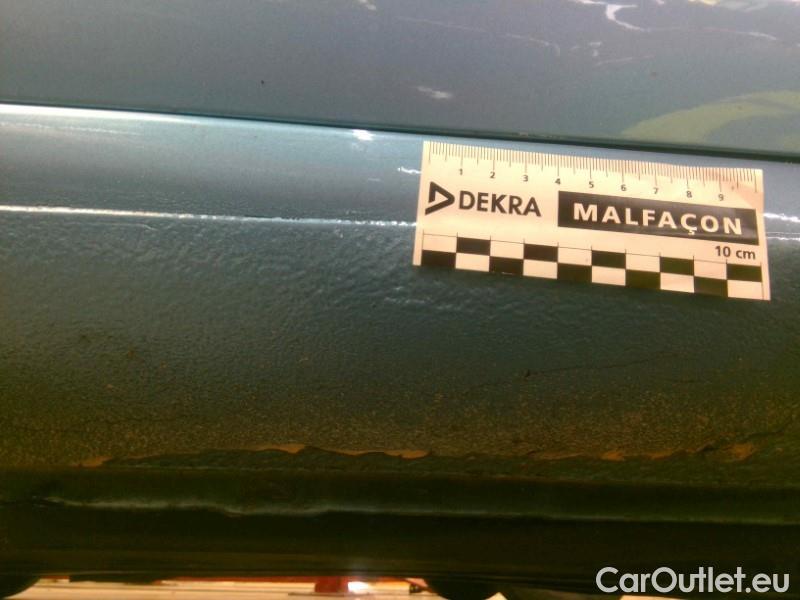 1 2 3 4 5 6 7 8 9
DEKRA MALFAÇON
10 cm
CarOutlet.eu